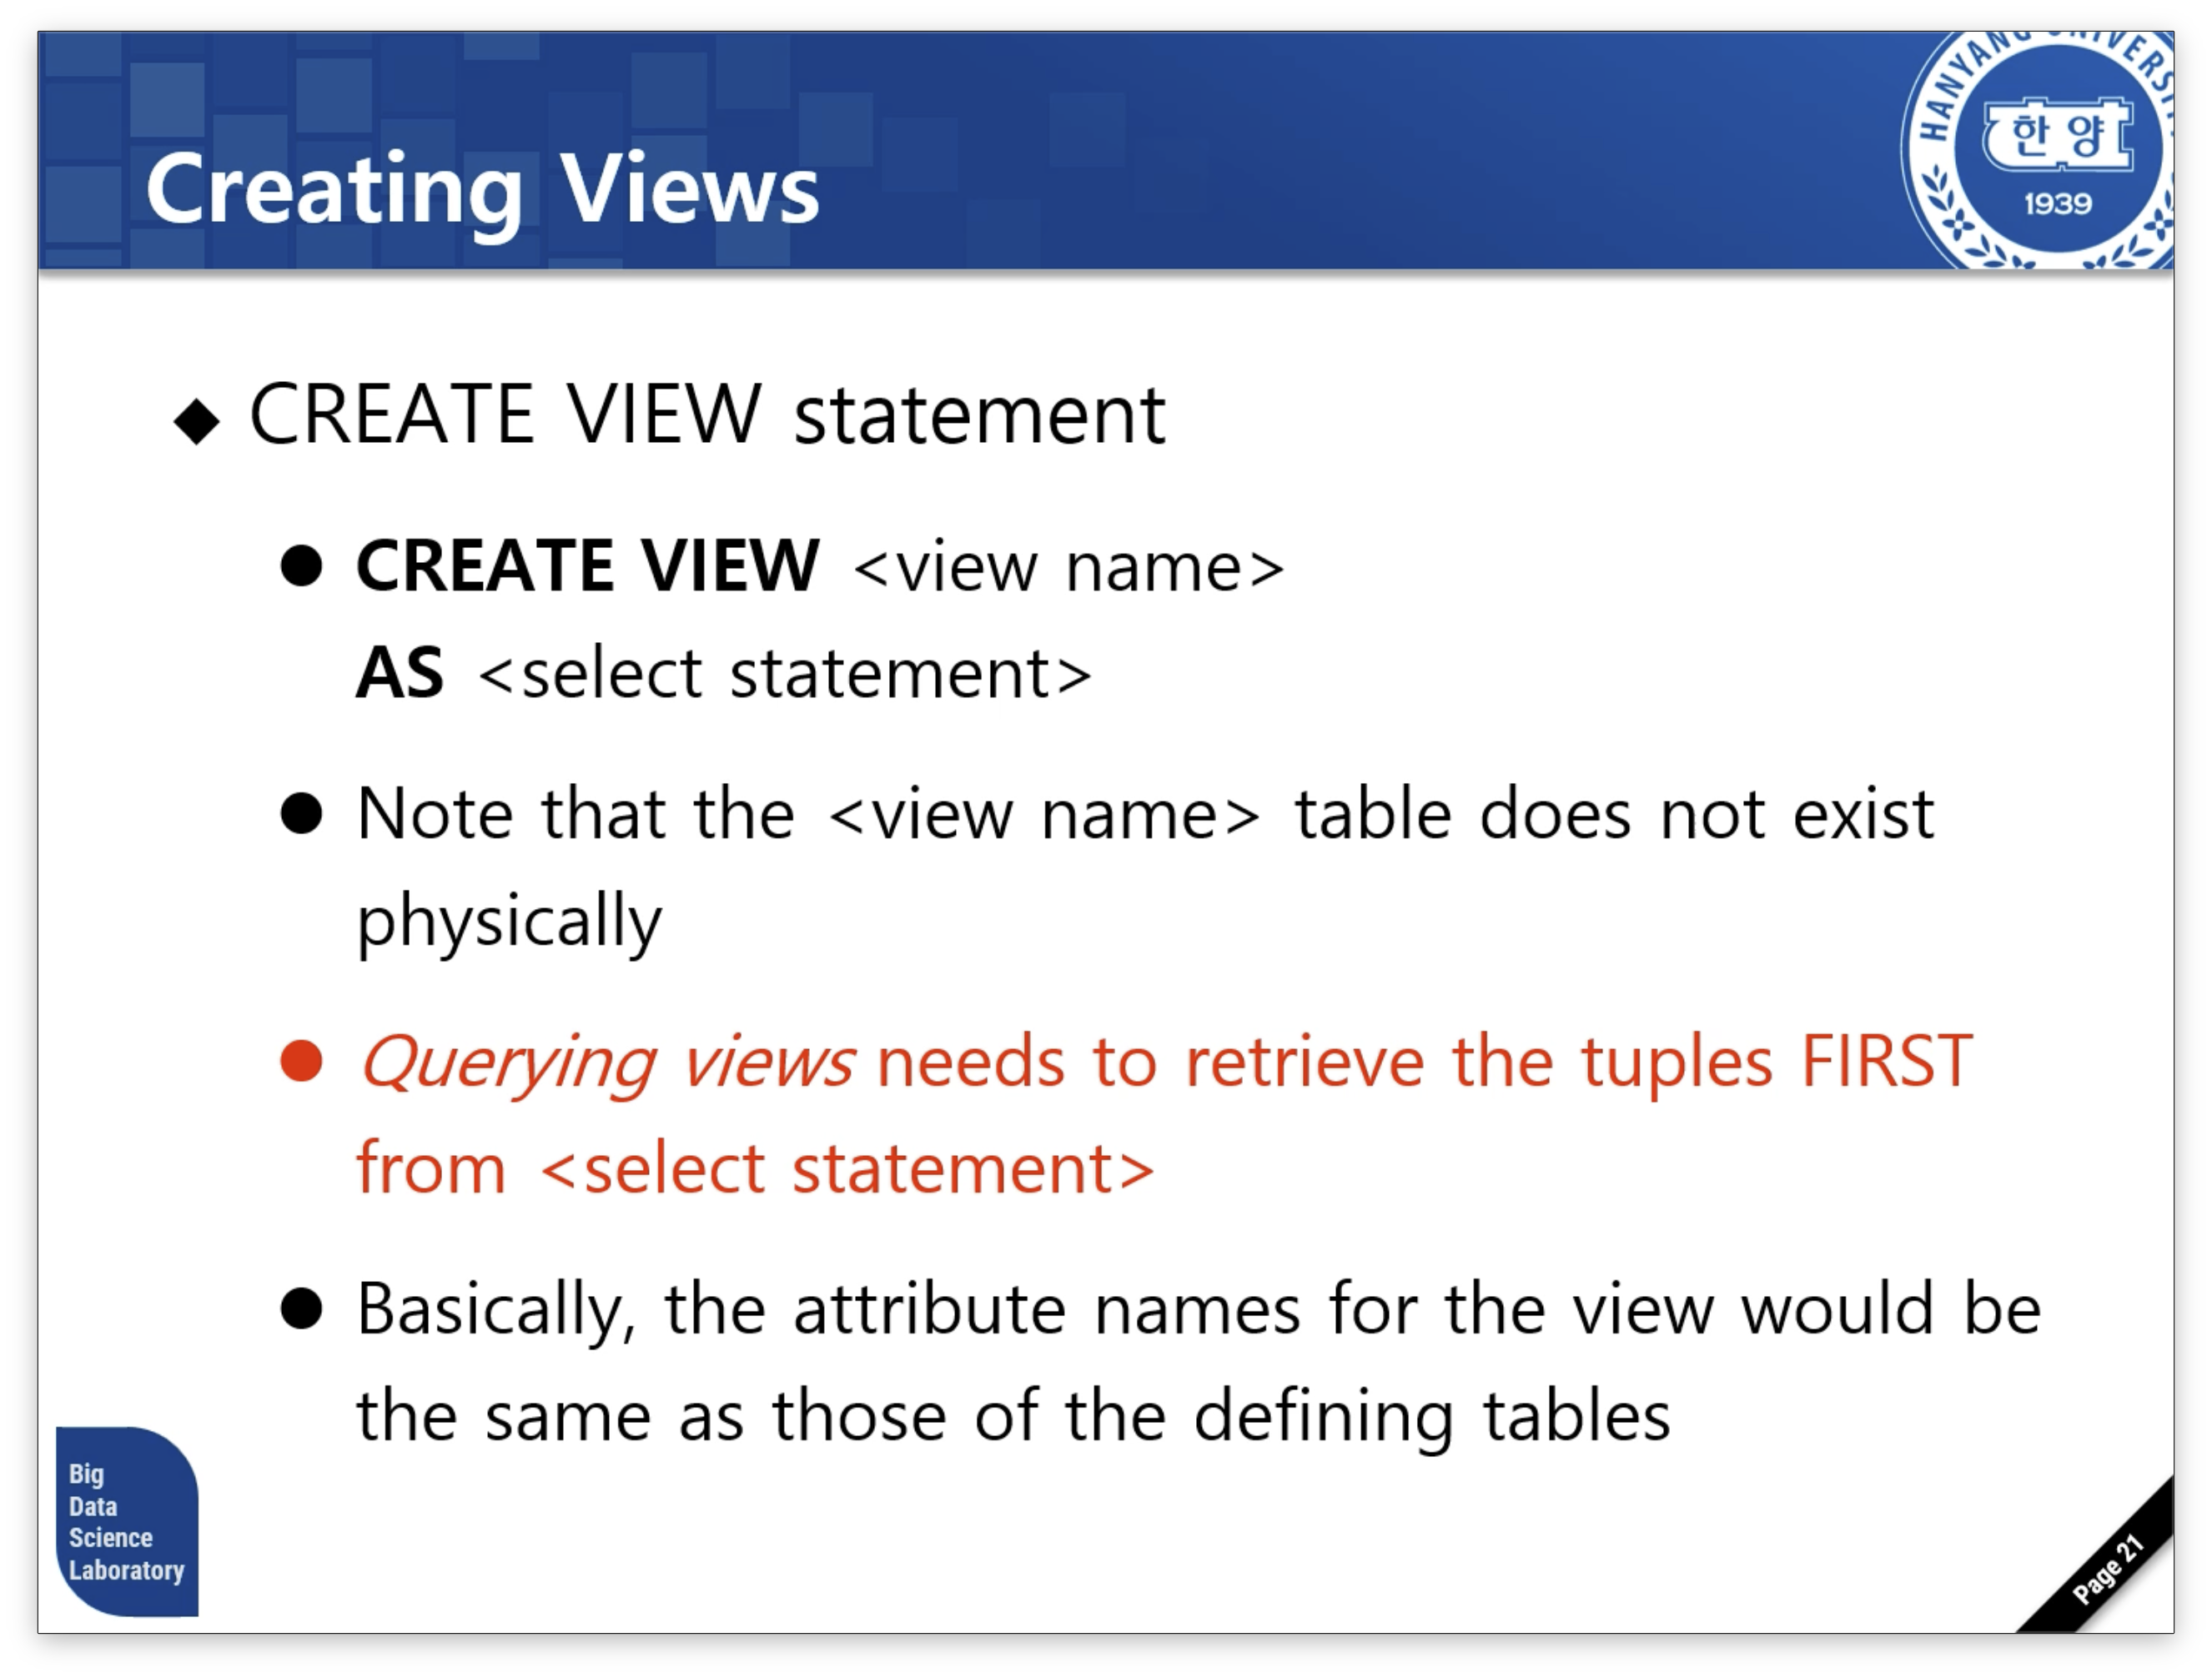 Creating Views
HANYANG UNIVERSI
한양
1939
◆ CREATE VIEW statement
● CREATE VIEW <view name>
AS <select statement>
● Note that the <view name> table does not exist
physically
● Querying views needs to retrieve the tuples FIRST
from <select statement>
● Basically, the attribute names for the view would be
the same as those of the defining tables
Big
Data
Science
Laboratory
Page 21